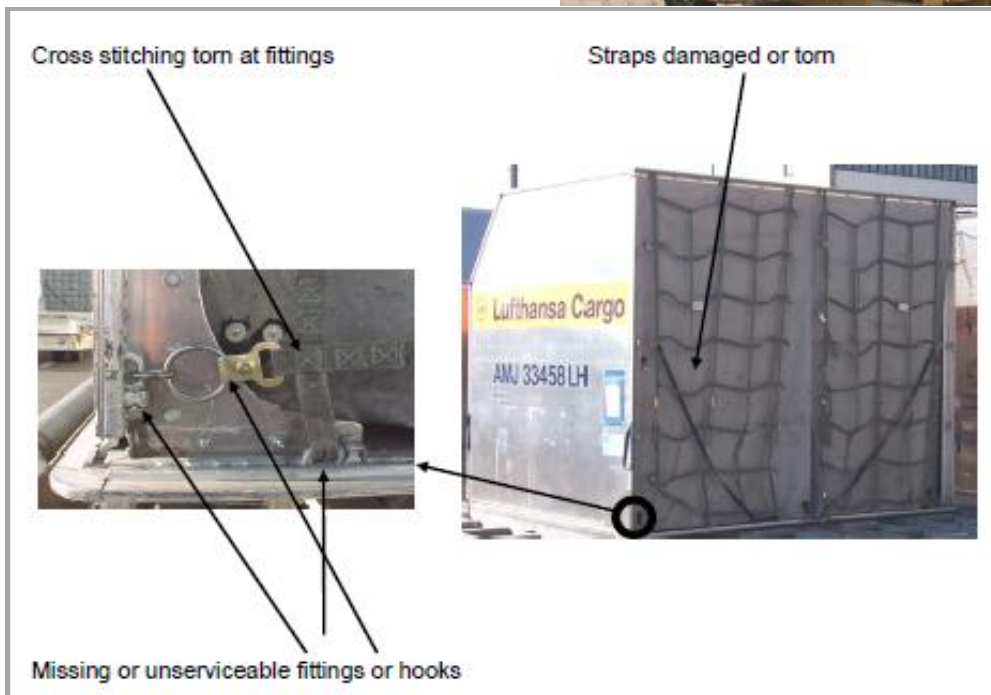 Cross stitching torn at fittings
Straps damaged or torn
Lufthansa Cargo
AMJ 33458 LHI
Missing or unserviceable fittings or hooks